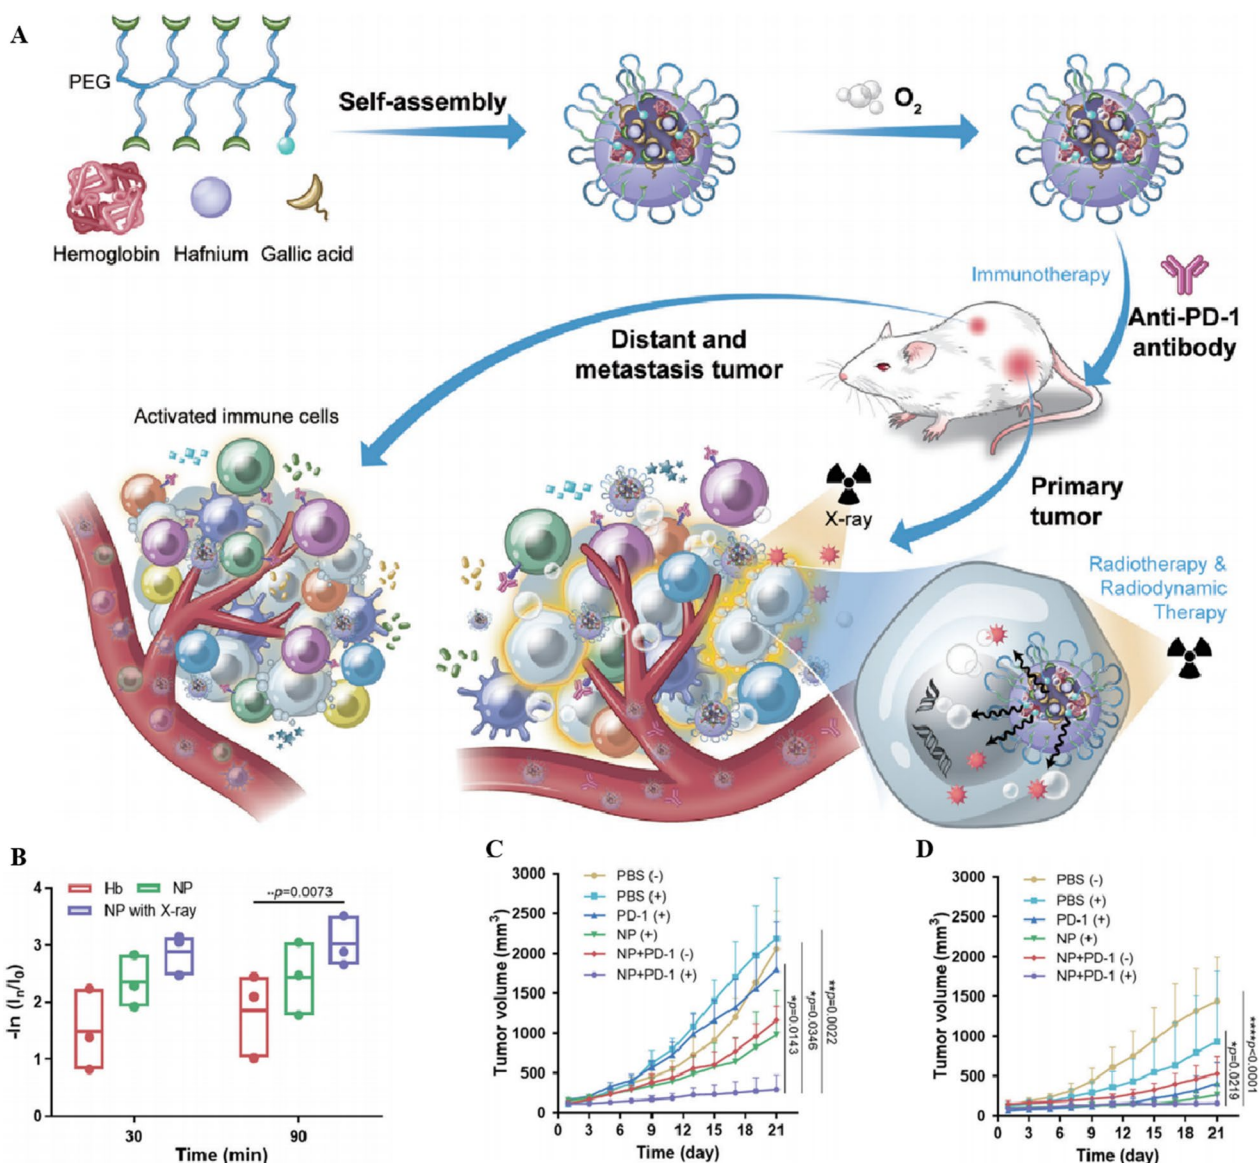 A
PEG
Self-assembly
O2
Hemoglobin Hafnium Gallic acid
Immunotherapy
Anti-PD-1
antibody
Distant and
metastasis tumor
Activated immune cells
X-ray
Primary
tumor
Radiotherapy &
Radiodynamic
Therapy
B
-ln (In/I0)
4
3
2
1
0
Hb NP
NP with X-ray
**p=0.0073
30 90
Time (min)
C
Tumor volume (mm3)
3000
2500
2000
1500
1000
500
0
PBS (-)
PBS (+)
PD-1 (+)
NP (+)
NP+PD-1 (-)
NP+PD-1 (+)
*p=0.0143
*p=0.0346
**p=0.0022
0 3 6 9 12 15 18 21
Time (day)
D
Tumor volume (mm3)
3000
2500
2000
1500
1000
500
0
PBS (-)
PBS (+)
PD-1 (+)
NP (+)
NP+PD-1 (-)
NP+PD-1 (+)
*p=0.0219
****p<0.0001
0 3 6 9 12 15 18 21
Time (day)